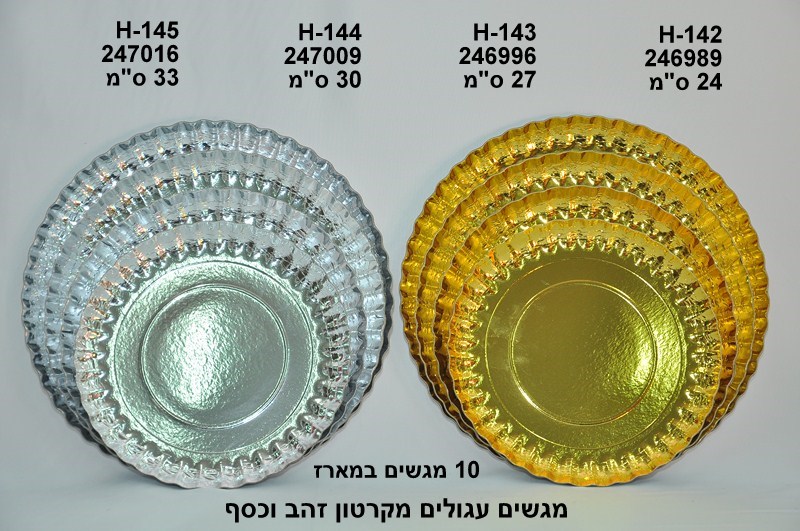 H-142
246989
24 ס"מ
H-143
246996
27 ס"מ
H-144
247009
30 ס"מ
H-145
247016
33 ס"מ
10 מגשים במארז
מגשים עגולים מקרטון זהב וכסף